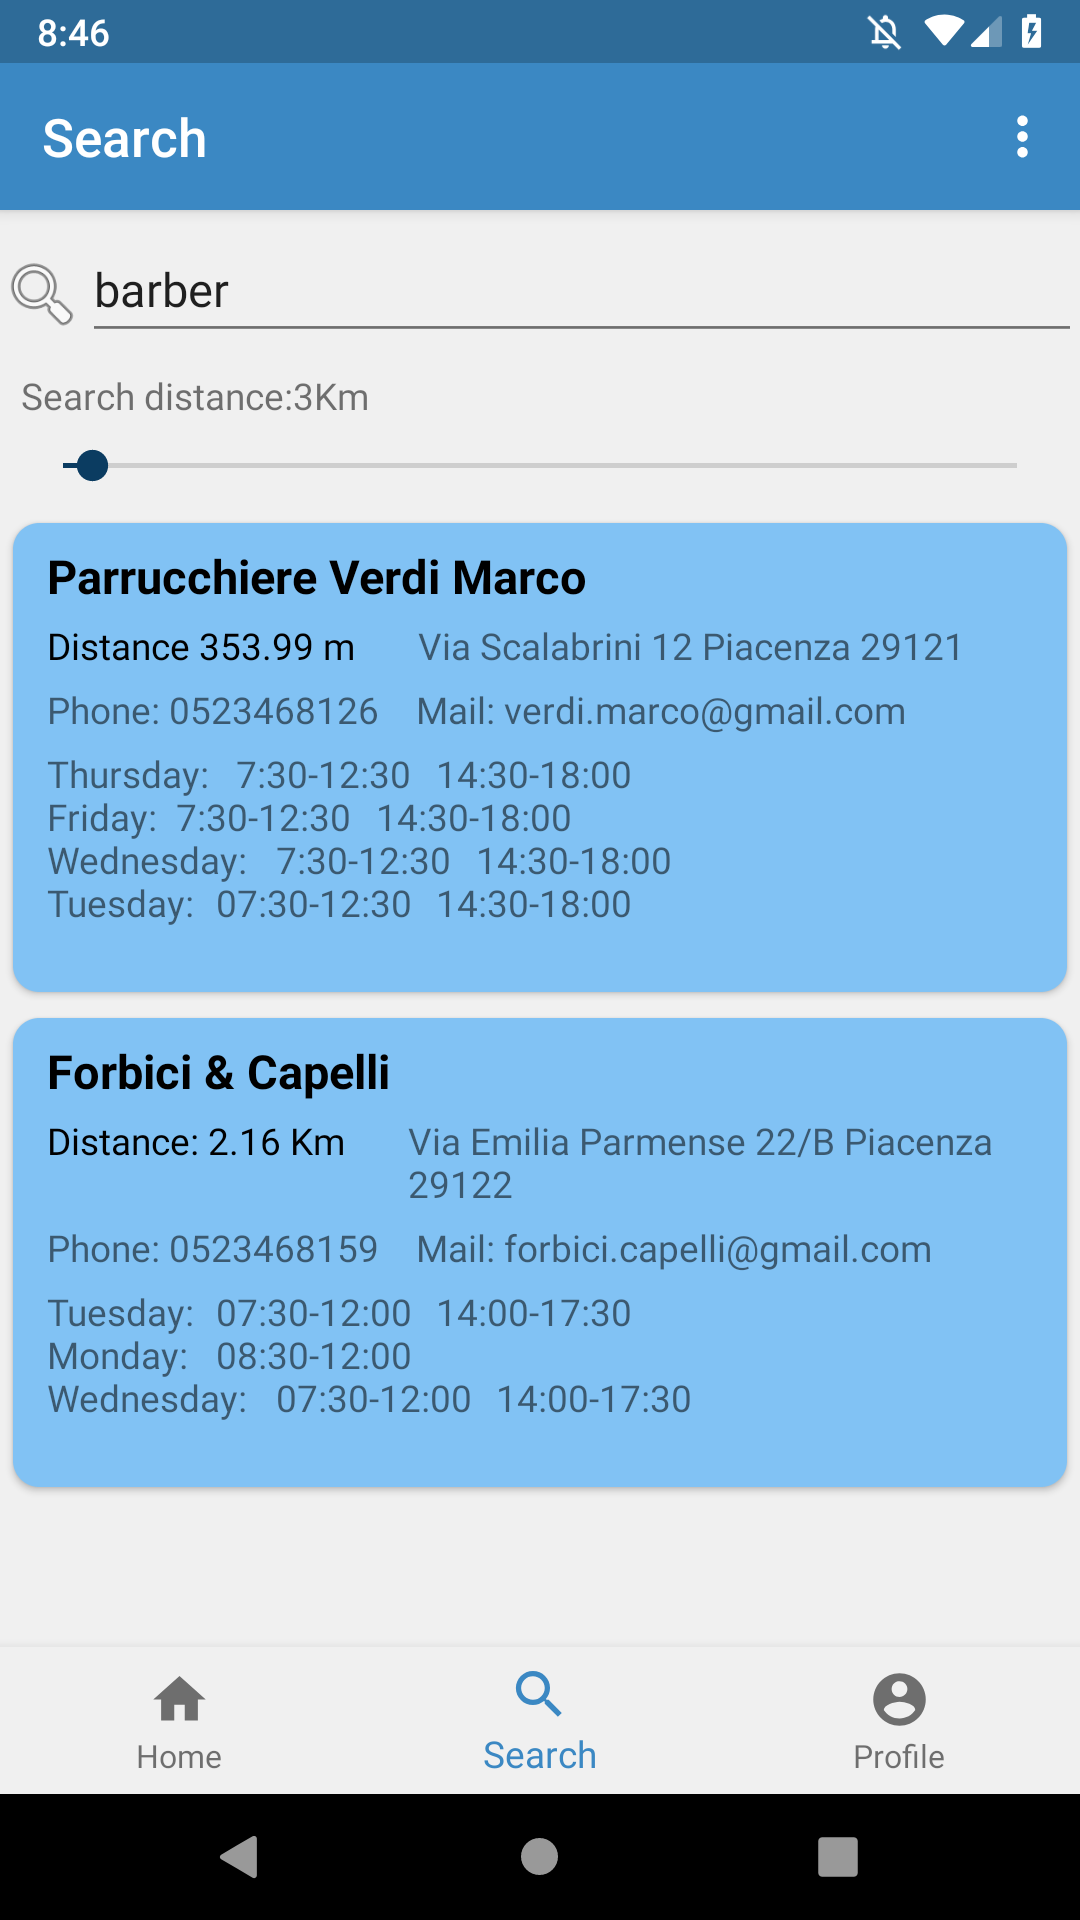 8:46
Search
barber
Search distance:3Km
Parrucchiere Verdi Marco
Distance 353.99 m Via Scalabrini 12 Piacenza 29121
Phone: 0523468126 Mail: verdi.marco@gmail.com
Thursday: 7:30-12:30 14:30-18:00
Friday: 7:30-12:30 14:30-18:00
Wednesday: 7:30-12:30 14:30-18:00
Tuesday: 07:30-12:30 14:30-18:00
Forbici & Capelli
Distance: 2.16 Km Via Emilia Parmense 22/B Piacenza
29122
Phone: 0523468159 Mail: forbici.capelli@gmail.com
Tuesday: 07:30-12:00 14:00-17:30
Monday: 08:30-12:00
Wednesday: 07:30-12:00 14:00-17:30
Home Search Profile